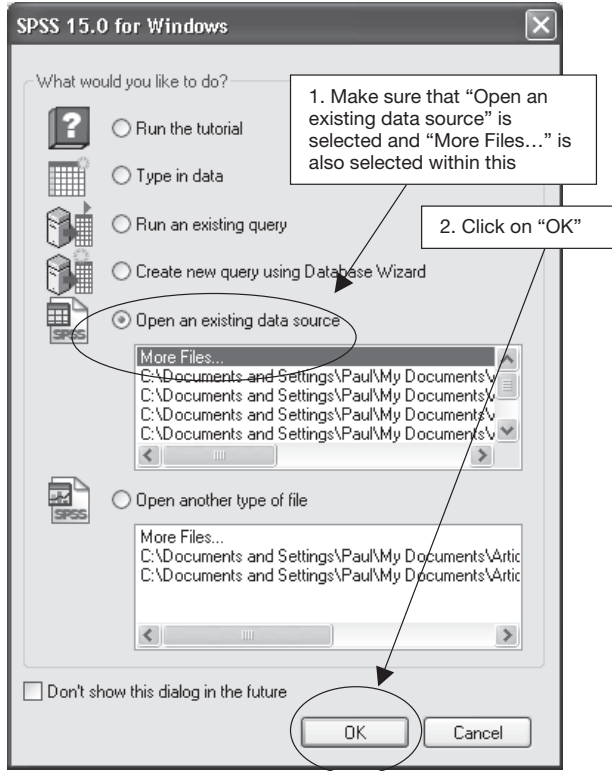 SPSS 15.0 for Windows
What would you like to do?
1. Make sure that “Open an
existing data source” is
selected and “More Files…” is
also selected within this
Run the tutorial
Type in data
2. Click on “OK”
Run an existing query
Create new query using Database Wizard
SPSS
Open an existing data source
More Files...
C:\Documents and Settings\Paul\My Documents\
C:\Documents and Settings\Paul\My Documents\
C:\Documents and Settings\Paul\My Documents\
C:\Documents and Settings\Paul\My Documents\
SPSS
Open another type of file
More Files...
C:\Documents and Settings\Paul\My Documents\Artic
C:\Documents and Settings\Paul\My Documents\Artic
Don't show this dialog in the future
OK
Cancel